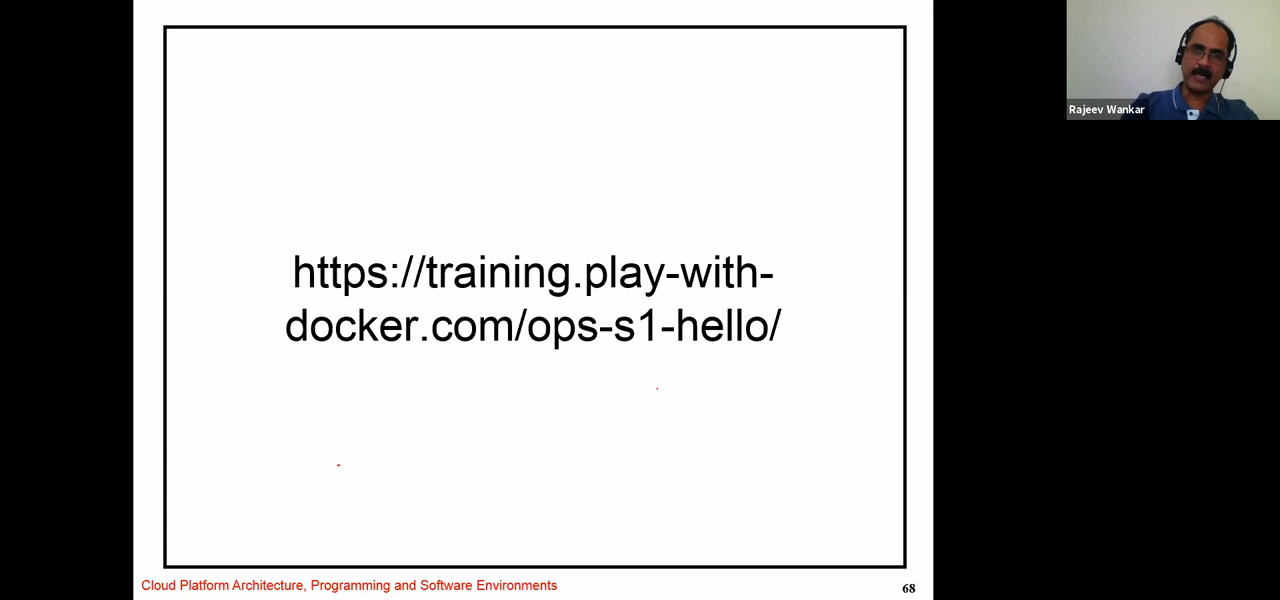 Rajeev Wankar
https://training.play-with-
docker.com/ops-s1-hello/
Cloud Platform Architecture, Programming and Software Environments
68